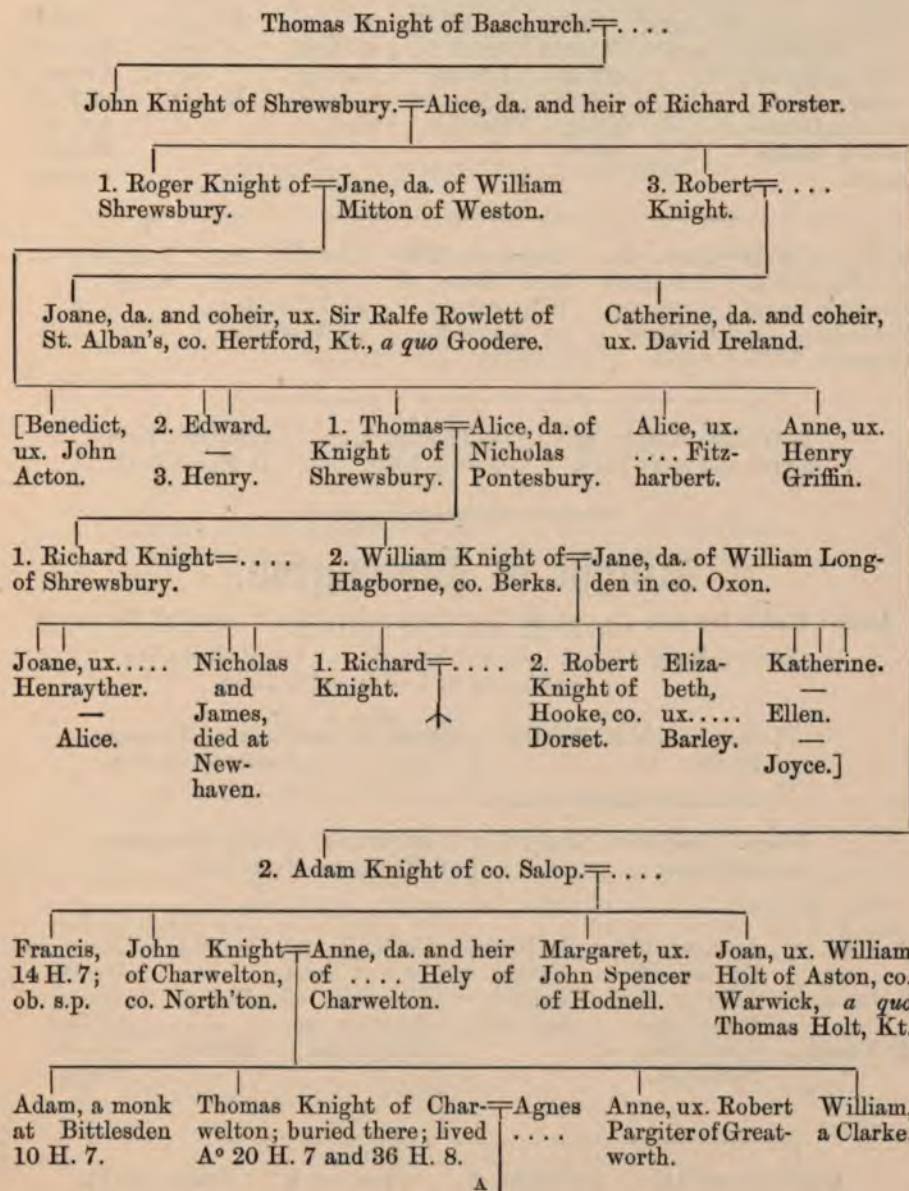 Thomas Knight of Baschurch.=. . . .
John Knight of Shrewsbury.=Alice, da. and heir of Richard Forster.
1. Roger Knight of=Jane, da. of William
Shrewsbury. Mitton of Weston.
3. Robert=. . . .
Knight.
Joane, da. and coheir, ux. Sir Ralfe Rowlett of
St. Alban's, co. Hertford, Kt., a quo Goodere.
Catherine, da. and coheir,
ux. David Ireland.
[Benedict,
ux. John
Acton.
2. Edward.
—
3. Henry.
1. Thomas=Alice, da. of
Knight of Nicholas
Shrewsbury. Pontesbury.
Alice, ux.
. . . . Fitz-
harbert.
Anne, ux.
Henry
Griffin.
1. Richard Knight=. . . .
of Shrewsbury.
2. William Knight of=Jane, da. of William Long-
Hagborne, co. Berks. den in co. Oxon.
Joane, ux. . . . .
Henrayther.
—
Alice.
Nicholas
and
James,
died at
New-
haven.
1. Richard=. . . .
Knight.
2. Robert
Knight of
Hooke, co.
Dorset.
Eliza-
beth,
ux. . . . .
Barley.
Katherine.
—
Ellen.
—
Joyce.]
2. Adam Knight of co. Salop.=. . . .
Francis,
14 H. 7;
ob. s.p.
John Knight=Anne, da. and heir
of Charwelton, of . . . . Hely of
co. North'ton. Charwelton.
Margaret, ux.
John Spencer
of Hodnell.
Joan, ux. William
Holt of Aston, co.
Warwick, a quo
Thomas Holt, Kt.
Adam, a monk
at Bittlesden
10 H. 7.
Thomas Knight of Char-=Agnes
welton; buried there; lived . . . .
Aº 20 H. 7 and 36 H. 8.
Anne, ux. Robert
Pargiter of Great-
worth.
William,
a Clarke
A